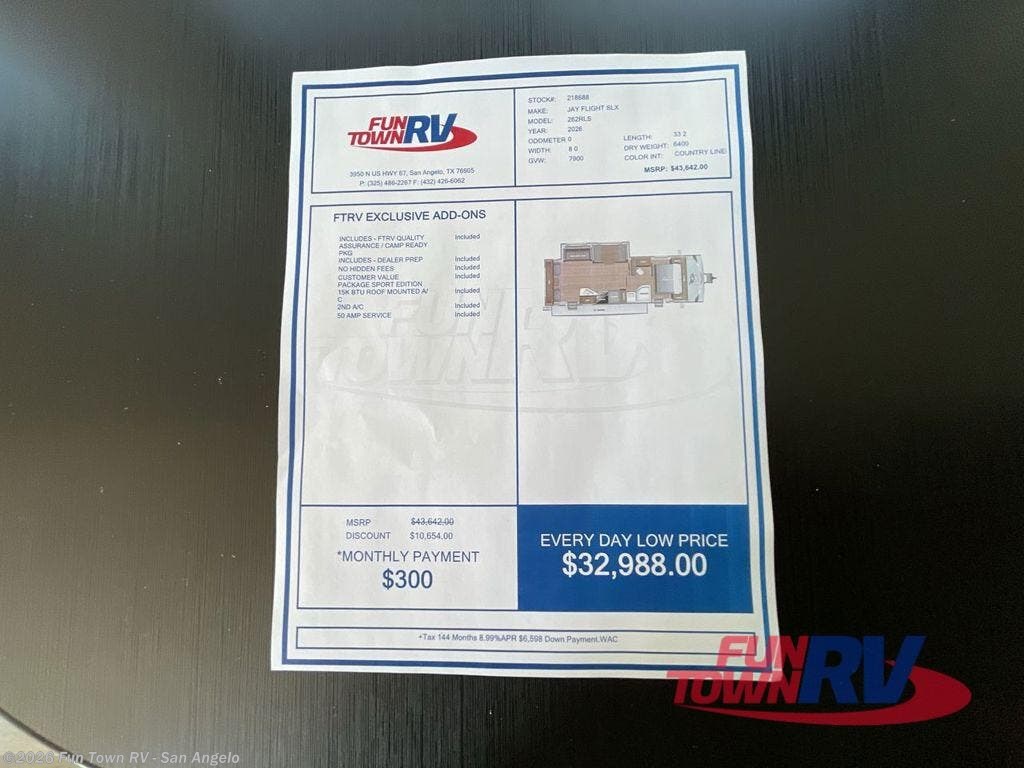 FUN
TOWN RV
3950 N US HWY 67, San Angelo, TX 76905
P: (325) 486-2267 F: (432) 426-6062
STOCK#: 218688
MAKE: JAY FLIGHT SLX
MODEL: 262RLS
YEAR: 2026
ODOMETER 0
WIDTH: 8 0
GVW: 7900
LENGTH: 33 2
DRY WEIGHT: 6400
COLOR INT: COUNTRY LINE
MSRP: $43,642.00
FTRV EXCLUSIVE ADD-ONS
INCLUDES - FTRV QUALITY Included
ASSURANCE / CAMP READY
PKG
INCLUDES - DEALER PREP Included
NO HIDDEN FEES Included
CUSTOMER VALUE Included
PACKAGE SPORT EDITION
15K BTU ROOF MOUNTED A/ Included
C
2ND A/C Included
50 AMP SERVICE Included
FUN
TOWN RV
MSRP $43,642.00
DISCOUNT $10,654.00
*MONTHLY PAYMENT
$300
EVERY DAY LOW PRICE
$32,988.00
+Tax 144 Months 8.99%APR $6,598 Down Payment.WAC
FUN
TOWN RV
©2026 Fun Town RV - San Angelo